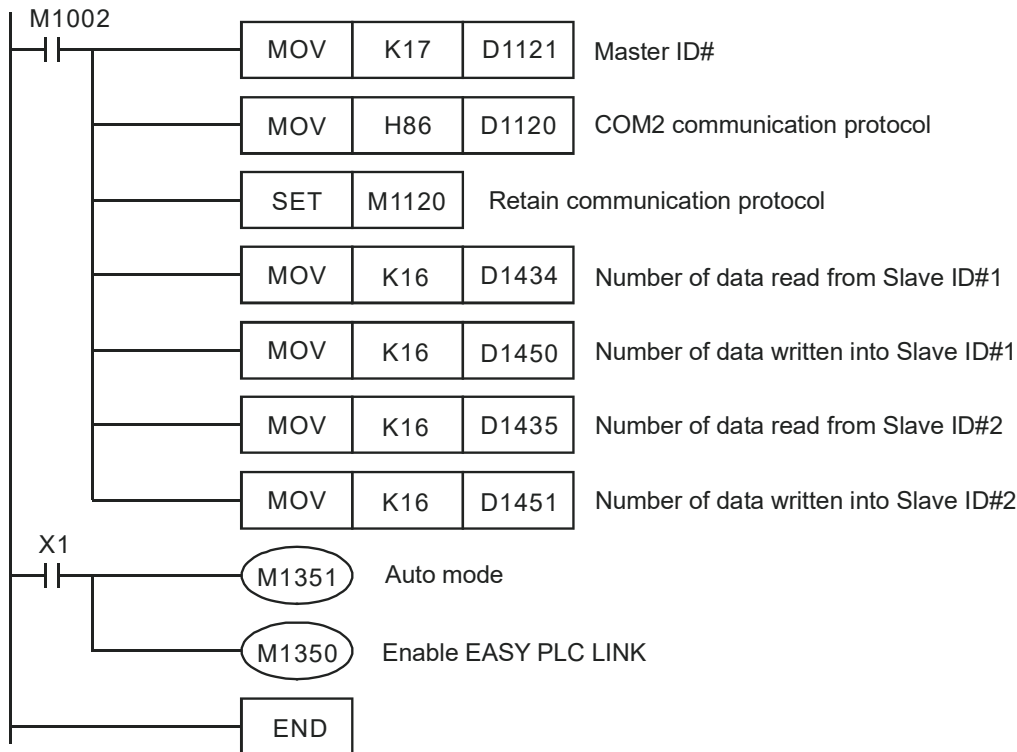 M1002
MOV K17 D1121 Master ID#
MOV H86 D1120 COM2 communication protocol
SET M1120 Retain communication protocol
MOV K16 D1434 Number of data read from Slave ID#1
MOV K16 D1450 Number of data written into Slave ID#1
MOV K16 D1435 Number of data read from Slave ID#2
MOV K16 D1451 Number of data written into Slave ID#2
X1
M1351 Auto mode
M1350 Enable EASY PLC LINK
END